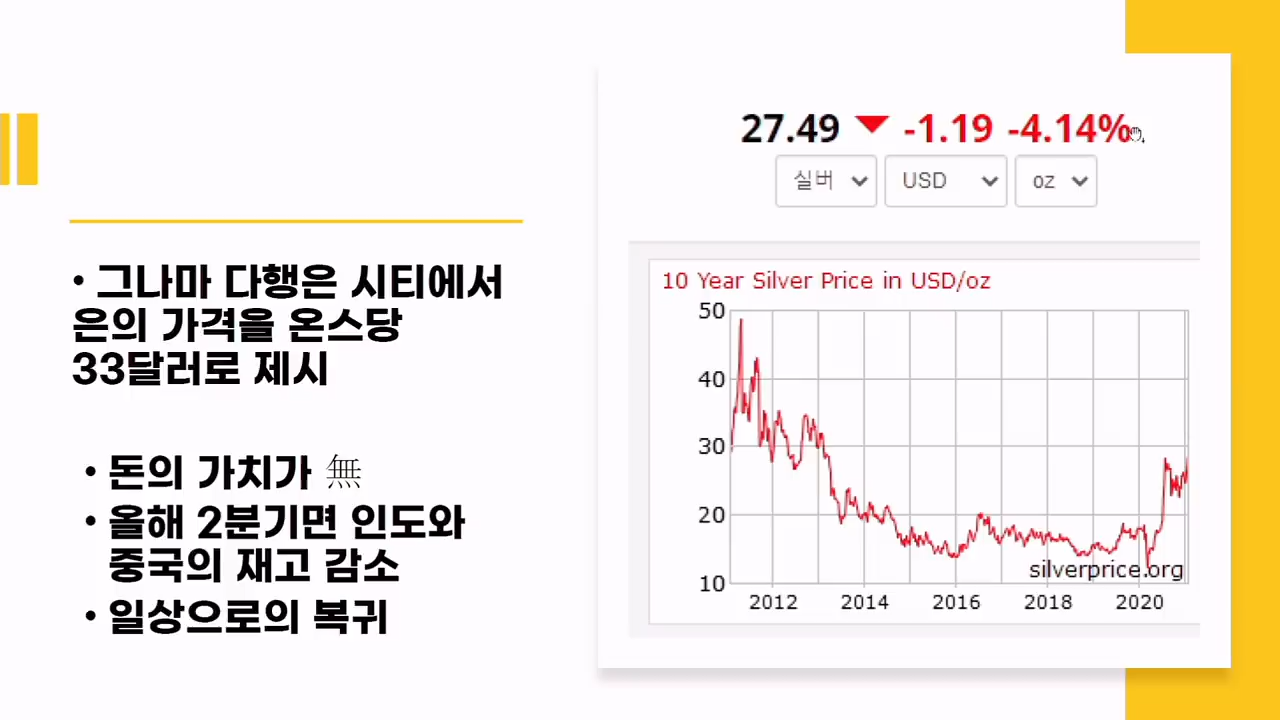 • 그나마 다행은 시티에서
은의 가격을 온스당
33달러로 제시
• 돈의 가치가 無
• 올해 2분기면 인도와
중국의 재고 감소
• 일상으로의 복귀
27.49 ▼ -1.19 -4.14%
실버 USD oz
10 Year Silver Price in USD/oz
50
40
30
20
10
silverprice.org
2012 2014 2016 2018 2020